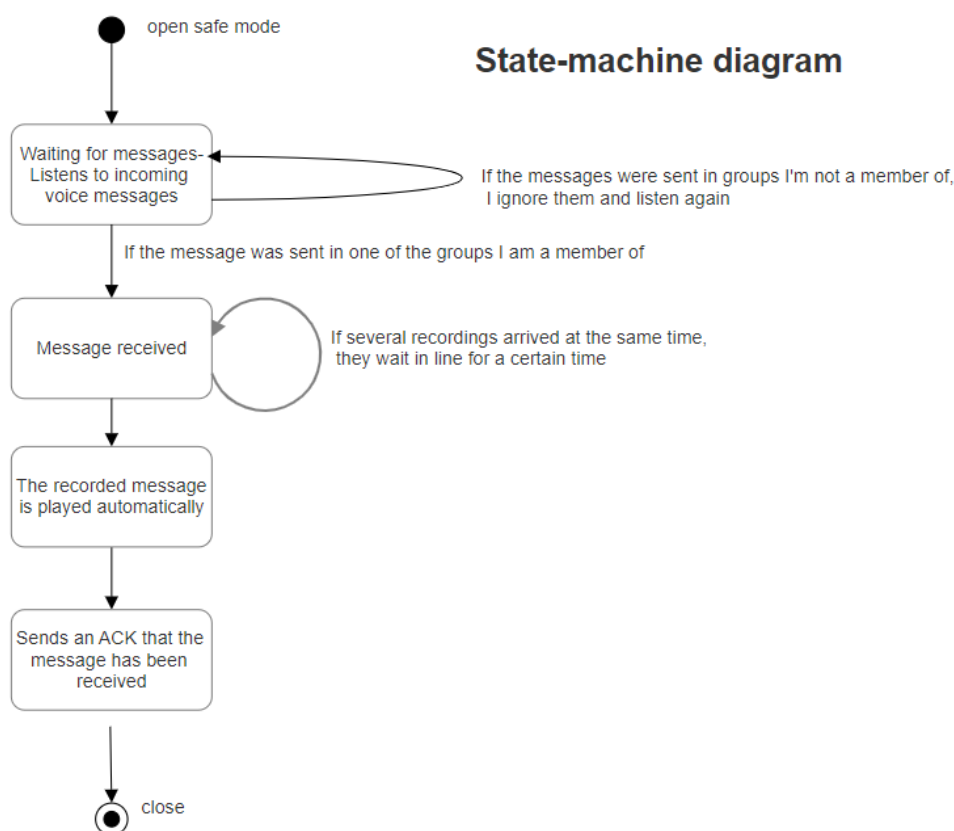 open safe mode
State-machine diagram
Waiting for messages-
Listens to incoming
voice messages
If the messages were sent in groups I'm not a member of,
I ignore them and listen again
If the message was sent in one of the groups I am a member of
Message received
If several recordings arrived at the same time,
they wait in line for a certain time
The recorded message
is played automatically
Sends an ACK that the
message has been
received
close